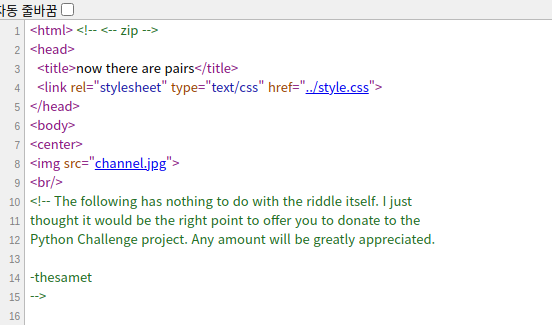 자동 줄바꿈
1 <html> <!-- <-- zip -->
2 <head>
3 <title>now there are pairs</title>
4 <link rel="stylesheet" type="text/css" href="../style.css">
5 </head>
6 <body>
7 <center>
8 <img src="channel.jpg">
9 <br/>
10 <!-- The following has nothing to do with the riddle itself. I just
11 thought it would be the right point to offer you to donate to the
12 Python Challenge project. Any amount will be greatly appreciated.
13
14 -thesamet
15 -->
16